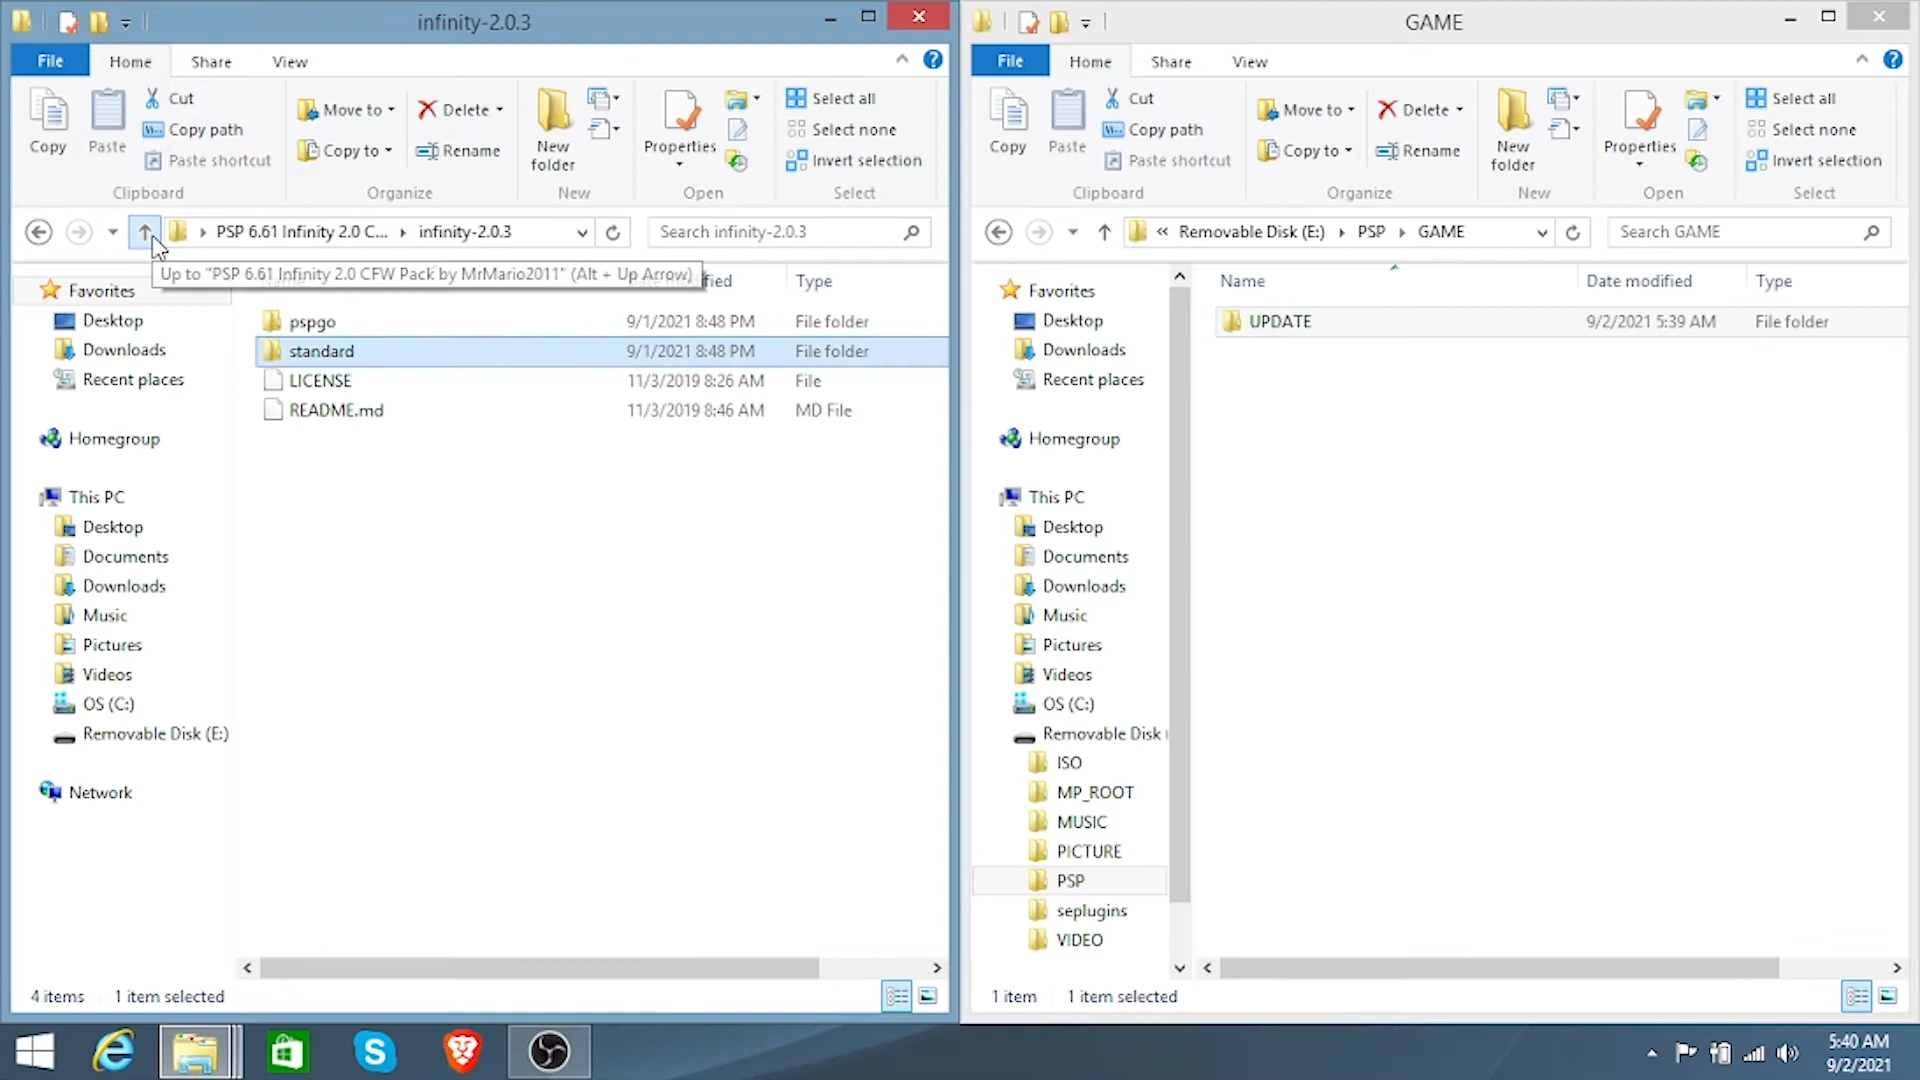 infinity-2.0.3
File
Home
Share
View
Copy
Paste
Cut
Copy path
Paste shortcut
Clipboard
Move to
Copy to
Delete
Rename
Organize
New folder
New
Properties
Open
Select all
Select none
Invert selection
Select
PSP 6.61 Infinity 2.0 C...
infinity-2.0.3
Search infinity-2.0.3
Up to "PSP 6.61 Infinity 2.0 CFW Pack by MrMario2011" (Alt + Up Arrow)
Type
Favorites
Desktop
Downloads
Recent places
Homegroup
This PC
Desktop
Documents
Downloads
Music
Pictures
Videos
OS (C:)
Removable Disk (E:)
Network
pspgo 9/1/2021 8:48 PM File folder
standard 9/1/2021 8:48 PM File folder
LICENSE 11/3/2019 8:26 AM File
README.md 11/3/2019 8:46 AM MD File
4 items 1 item selected
GAME
File
Home
Share
View
Copy
Paste
Cut
Copy path
Paste shortcut
Clipboard
Move to
Copy to
Delete
Rename
Organize
New folder
New
Properties
Open
Select all
Select none
Invert selection
Select
« Removable Disk (E:)
PSP
GAME
Search GAME
Name Date modified Type
Favorites
Desktop
Downloads
Recent places
Homegroup
This PC
Desktop
Documents
Downloads
Music
Pictures
Videos
OS (C:)
Removable Disk (
ISO
MP_ROOT
MUSIC
PICTURE
PSP
seplugins
VIDEO
UPDATE 9/2/2021 5:39 AM File folder
1 item 1 item selected
5:40 AM
9/2/2021